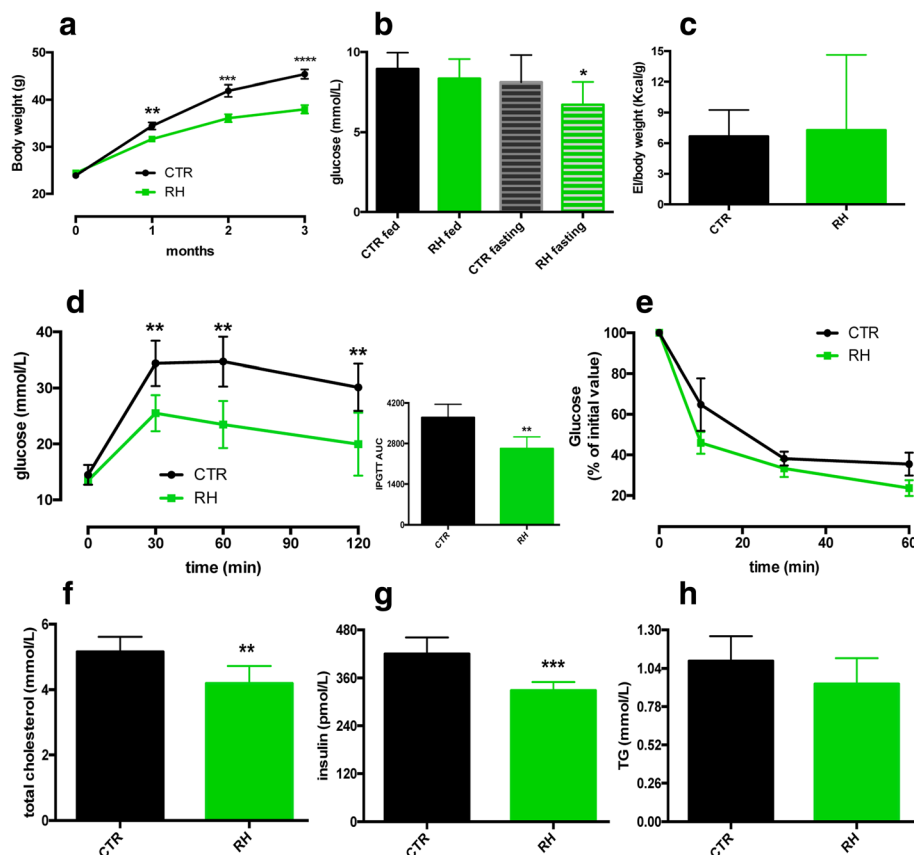 a
Body weight (g)
50
40
30
20
**
***
****
CTR
RH
0
1
2
3
months
b
glucose (mmol/L)
10
5
0
*
CTR fed
RH fed
CTR fasting
RH fasting
c
EI/body weight (Kcal/g)
15
12
9
6
3
0
CTR
RH
d
glucose (mmol/L)
40
30
20
10
**
**
**
CTR
RH
0
30
60
90
120
time (min)
IPGTT AUC
4200
2800
1400
0
**
CTR
RH
e
Glucose
(% of initial value)
100
80
60
40
20
CTR
RH
0
20
40
60
time (min)
f
total cholesterol (mmol/L)
6
4
2
0
**
CTR
RH
g
insulin (pmol/L)
480
360
240
120
0
***
CTR
RH
h
TG (mmol/L)
1.30
1.04
0.78
0.52
0.26
0.00
CTR
RH